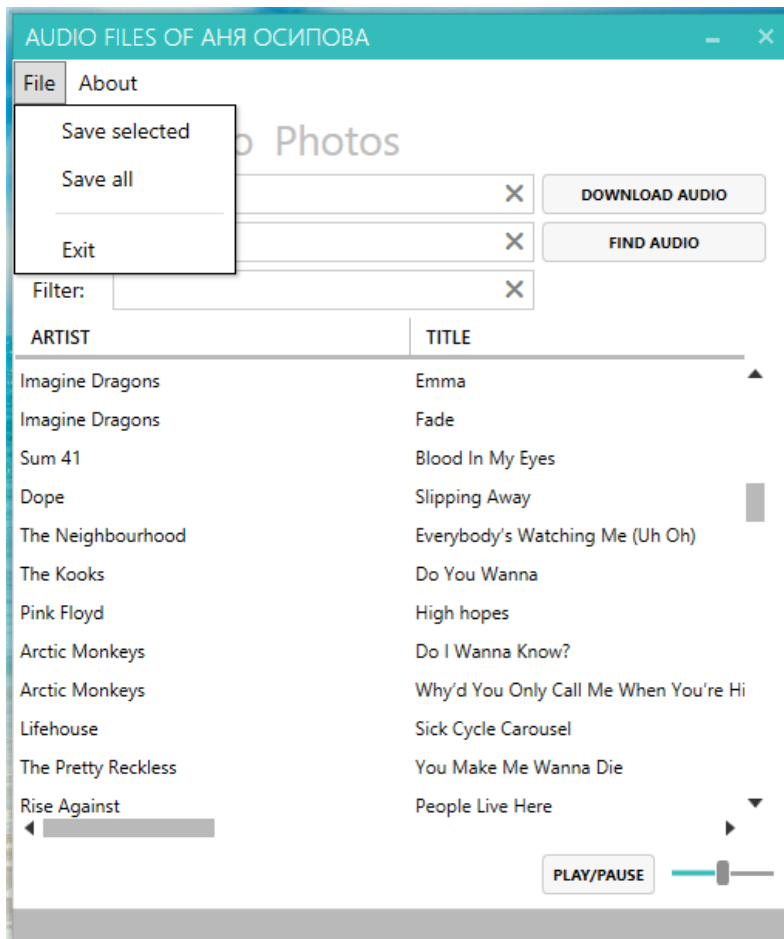 AUDIO FILES OF АНЯ ОСИПОВА
File About
Save selected
Save all
Exit
Photos
DOWNLOAD AUDIO
FIND AUDIO
Filter:
ARTIST TITLE
Imagine Dragons Emma
Imagine Dragons Fade
Sum 41 Blood In My Eyes
Dope Slipping Away
The Neighbourhood Everybody's Watching Me (Uh Oh)
The Kooks Do You Wanna
Pink Floyd High hopes
Arctic Monkeys Do I Wanna Know?
Arctic Monkeys Why'd You Only Call Me When You're Hi
Lifehouse Sick Cycle Carousel
The Pretty Reckless You Make Me Wanna Die
Rise Against People Live Here
PLAY/PAUSE